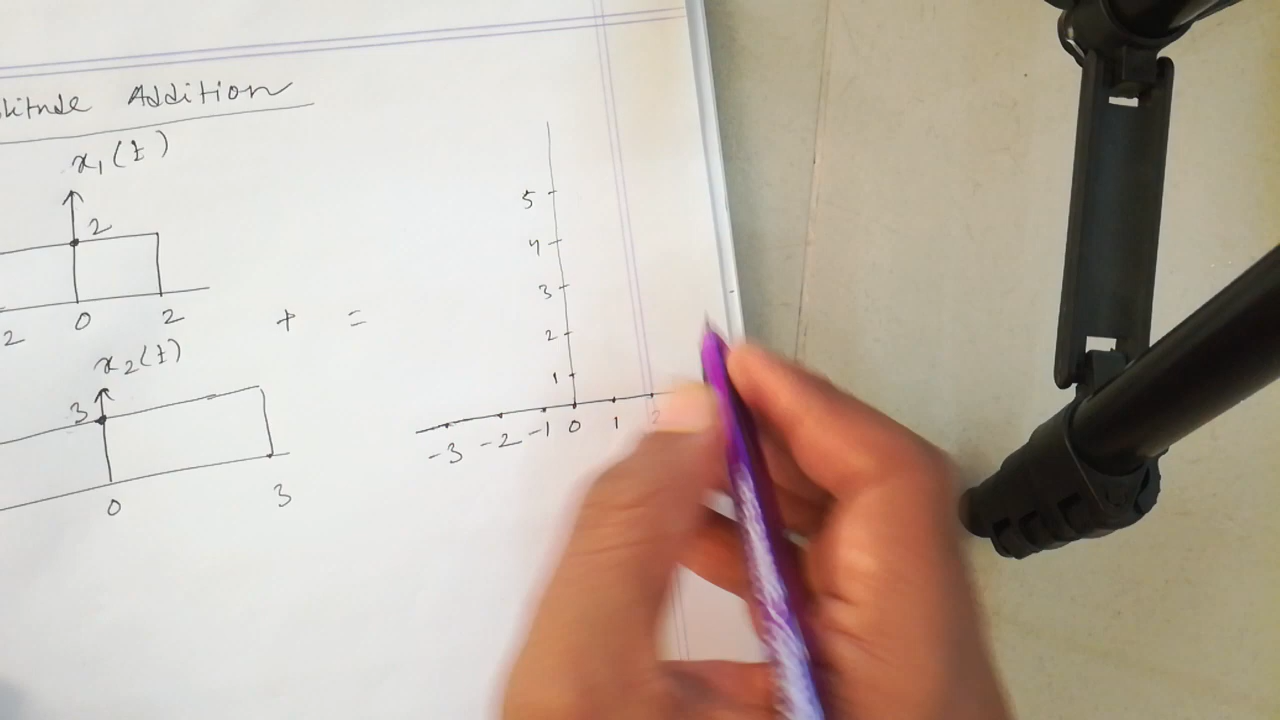 Addition
x₁(t)
2
2 0 2
+ =
x₂(t)
3
0 3
5
4
3
2
1
-3 -2 -1 0 1 2